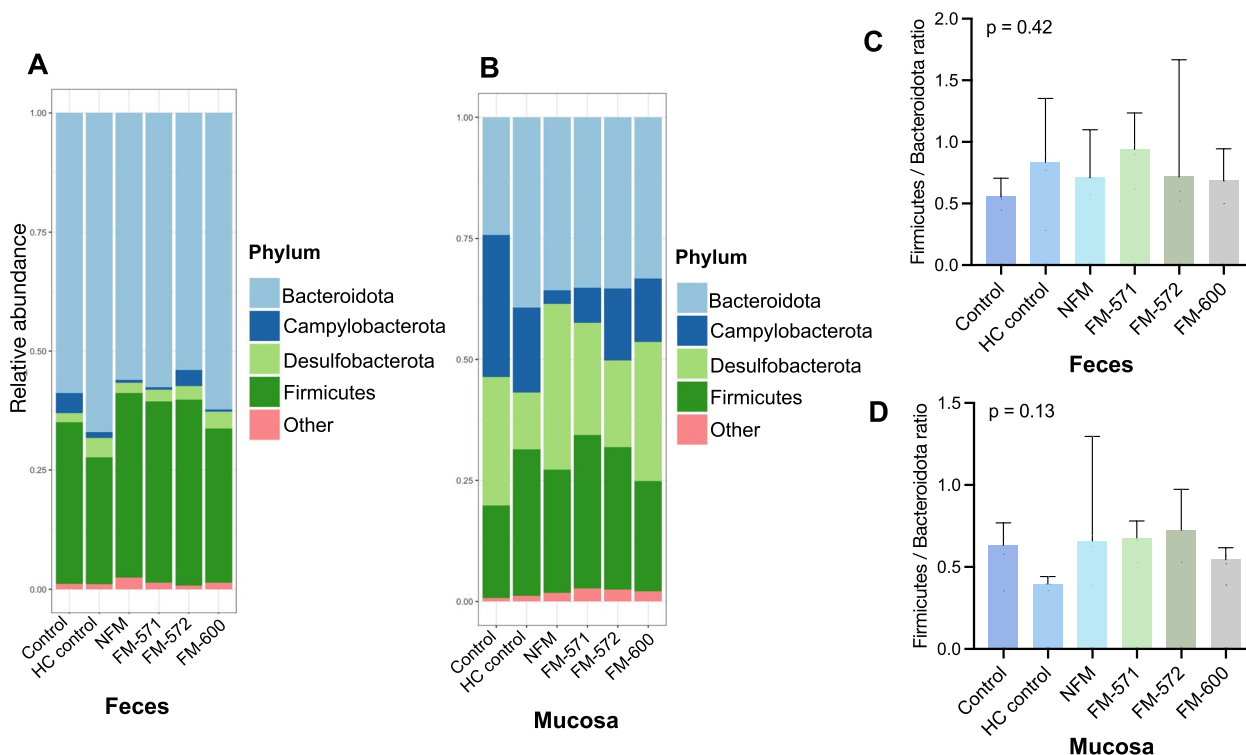 A
Relative abundance
1.00
0.75
0.50
0.25
0.00
Control
HC control
NFM
FM-571
FM-572
FM-600
Feces
Phylum
Bacteroidota
Campylobacterota
Desulfobacterota
Firmicutes
Other
B
1.00
0.75
0.50
0.25
0.00
Control
HC control
NFM
FM-571
FM-572
FM-600
Mucosa
Phylum
Bacteroidota
Campylobacterota
Desulfobacterota
Firmicutes
Other
C
Firmicutes / Bacteroidota ratio
p = 0.42
2.0
1.5
1.0
0.5
0.0
Control
HC control
NFM
FM-571
FM-572
FM-600
Feces
D
Firmicutes / Bacteroidota ratio
p = 0.13
1.5
1.0
0.5
0.0
Control
HC control
NFM
FM-571
FM-572
FM-600
Mucosa